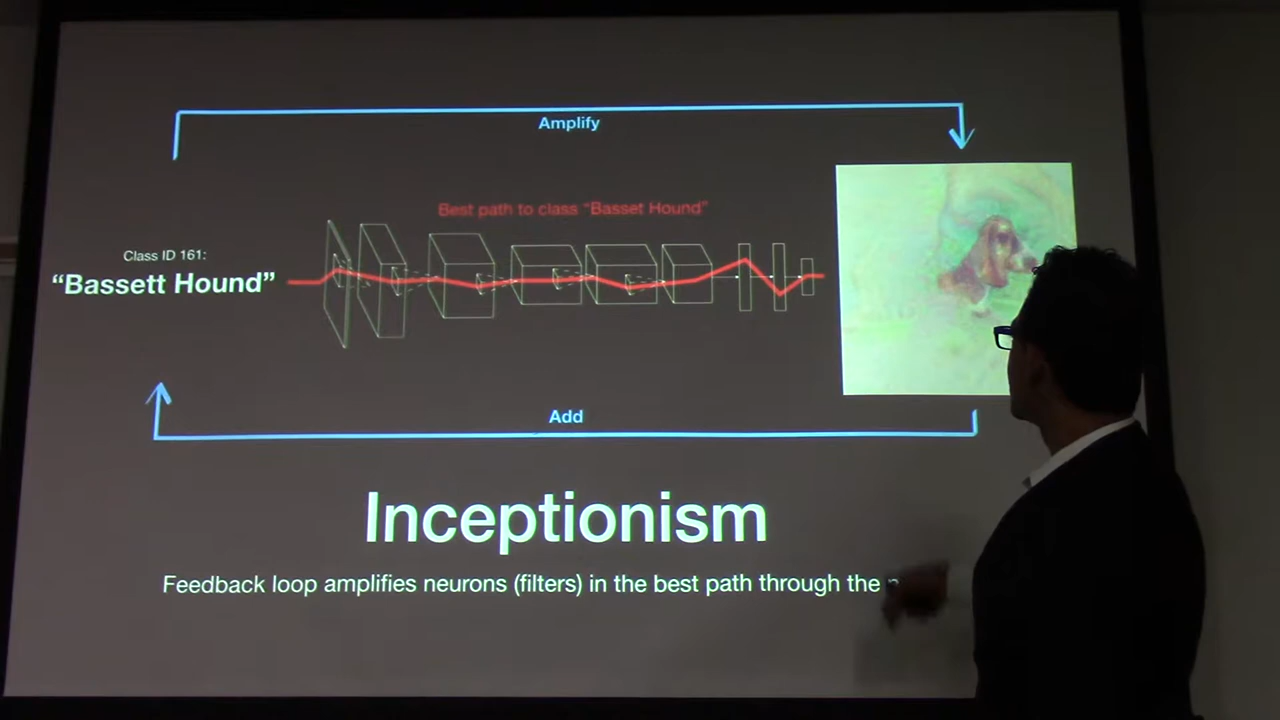 Amplify
Best path to class “Basset Hound”
Class ID 161:
“Bassett Hound”
Add
Inceptionism
Feedback loop amplifies neurons (filters) in the best path through the